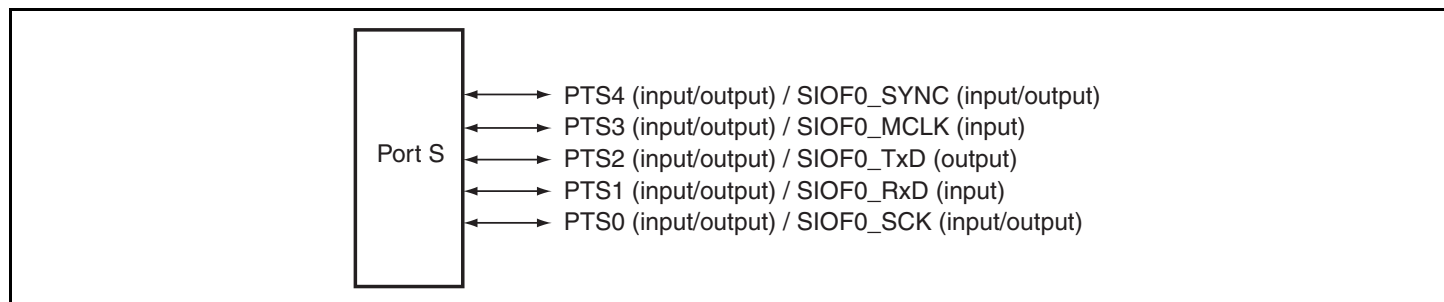 PTS4 (input/output) / SIOF0_SYNC (input/output)
PTS3 (input/output) / SIOF0_MCLK (input)
Port S
PTS2 (input/output) / SIOF0_TxD (output)
PTS1 (input/output) / SIOF0_RxD (input)
PTS0 (input/output) / SIOF0_SCK (input/output)